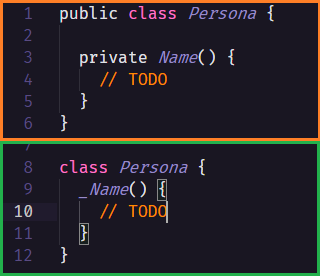 1 public class Persona {
2
3 private Name() {
4 // TODO
5 }
6 }
7
8 class Persona {
9 _Name() {
10 // TODO
11 }
12 }